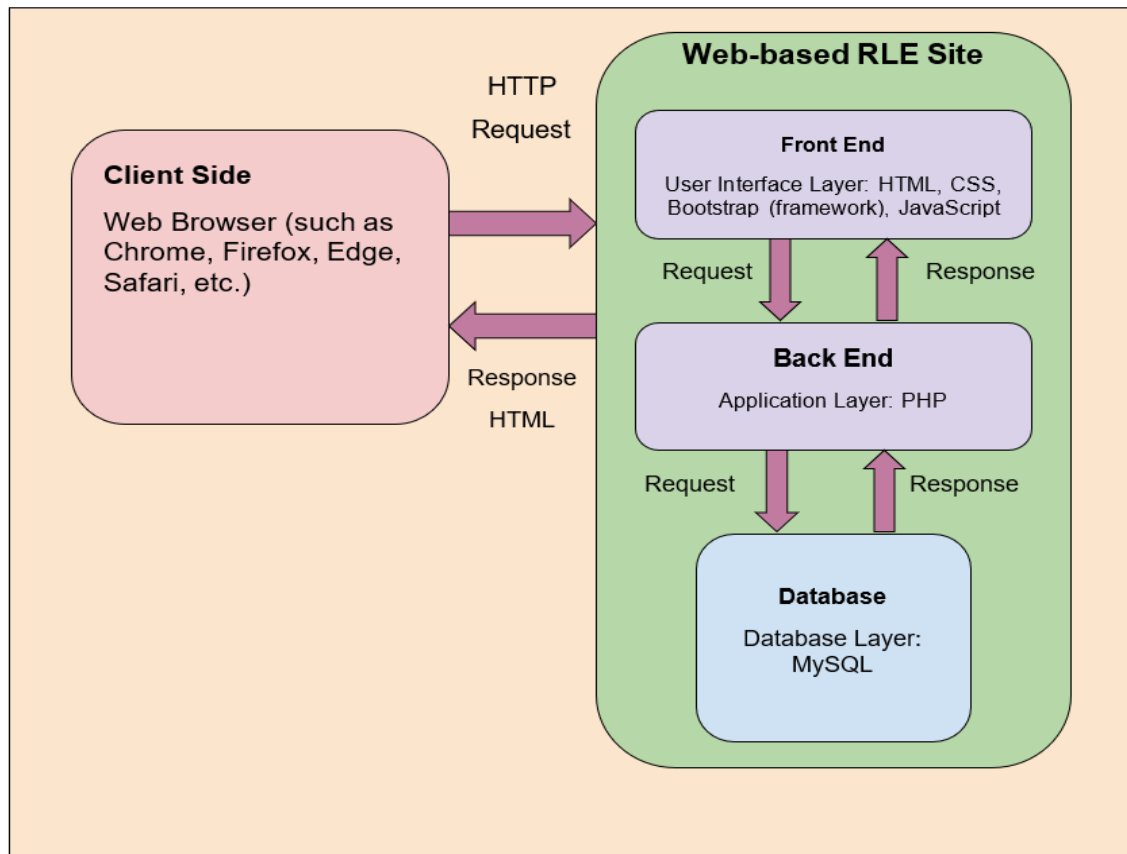 Web-based RLE Site
HTTP
Request
Client Side
Web Browser (such as
Chrome, Firefox, Edge,
Safari, etc.)
Response
HTML
Front End
User Interface Layer: HTML, CSS,
Bootstrap (framework), JavaScript
Request
Response
Back End
Application Layer: PHP
Request
Response
Database
Database Layer:
MySQL